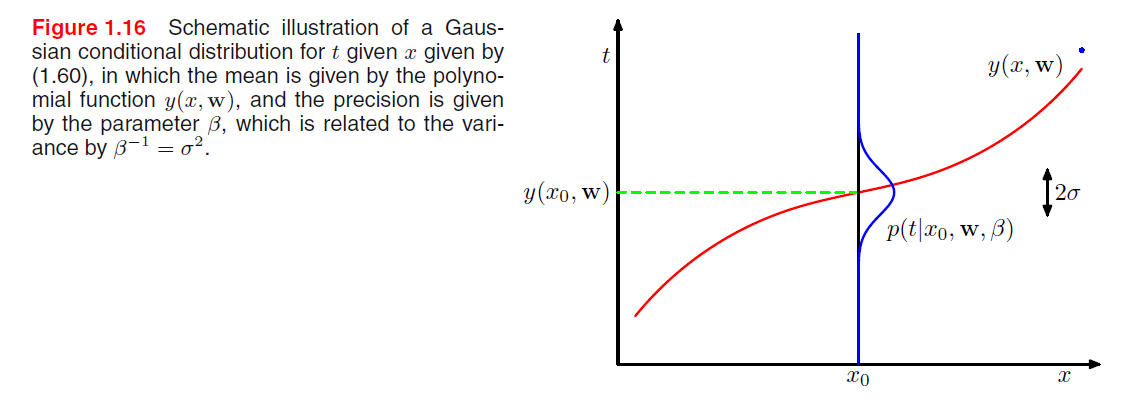 Figure 1.16 Schematic illustration of a Gaus-
sian conditional distribution for t given x given by
(1.60), in which the mean is given by the polyno-
mial function y(x, w), and the precision is given
by the parameter β, which is related to the vari-
ance by β⁻¹ = σ².
t
y(x, w)
y(x₀, w)
2σ
p(t|x₀, w, β)
x₀
x